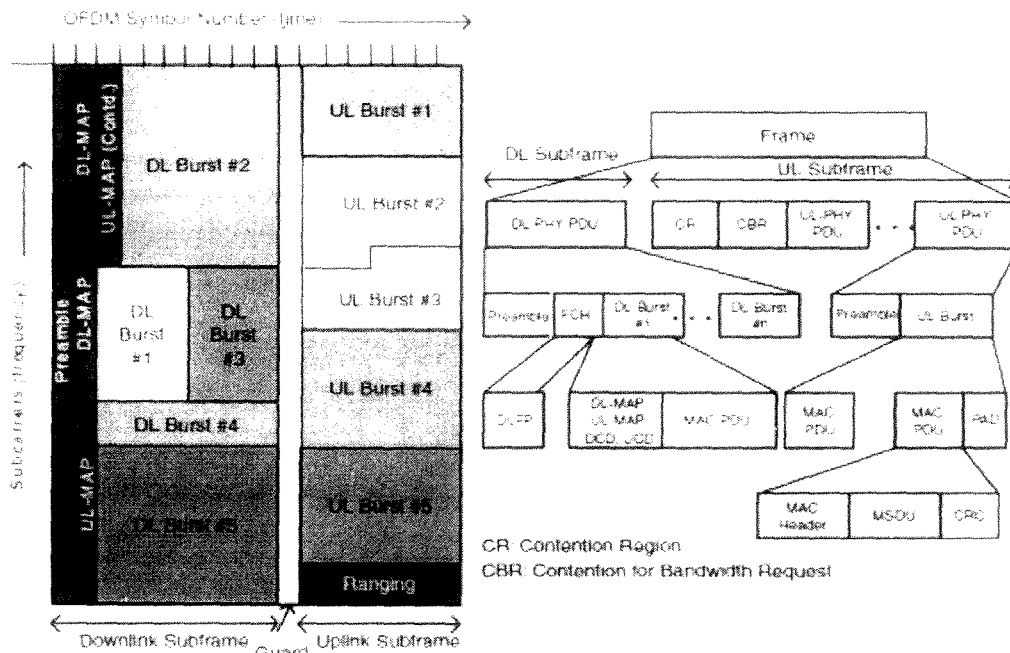 OFDM Symbol Number (time)
Subcarriers (frequency)
Preamble
DL-MAP
UL-MAP (Contd.)
DL-MAP
UL-MAP
DL Burst #2
DL
Burst
#1
DL
Burst
#3
DL Burst #4
DL Burst #5
UL Burst #1
UL Burst #2
UL Burst #3
UL Burst #4
UL Burst #5
Ranging
Downlink Subframe
Guard
Uplink Subframe
Frame
DL Subframe
UL Subframe
DL PHY PDU
CR
CBR
UL-PHY
PDU
. . .
UL PHY
PDU
Preamble
FCH
DL Burst
#1
. . .
DL Burst
#n
Preamble
UL Burst
DLFP
DL-MAP
UL-MAP
DCD, UCD
MAC PDU
MAC
PDU
MAC
PDU
PAD
MAC
Header
MSDU
CRC
CR: Contention Region
CBR: Contention for Bandwidth Request